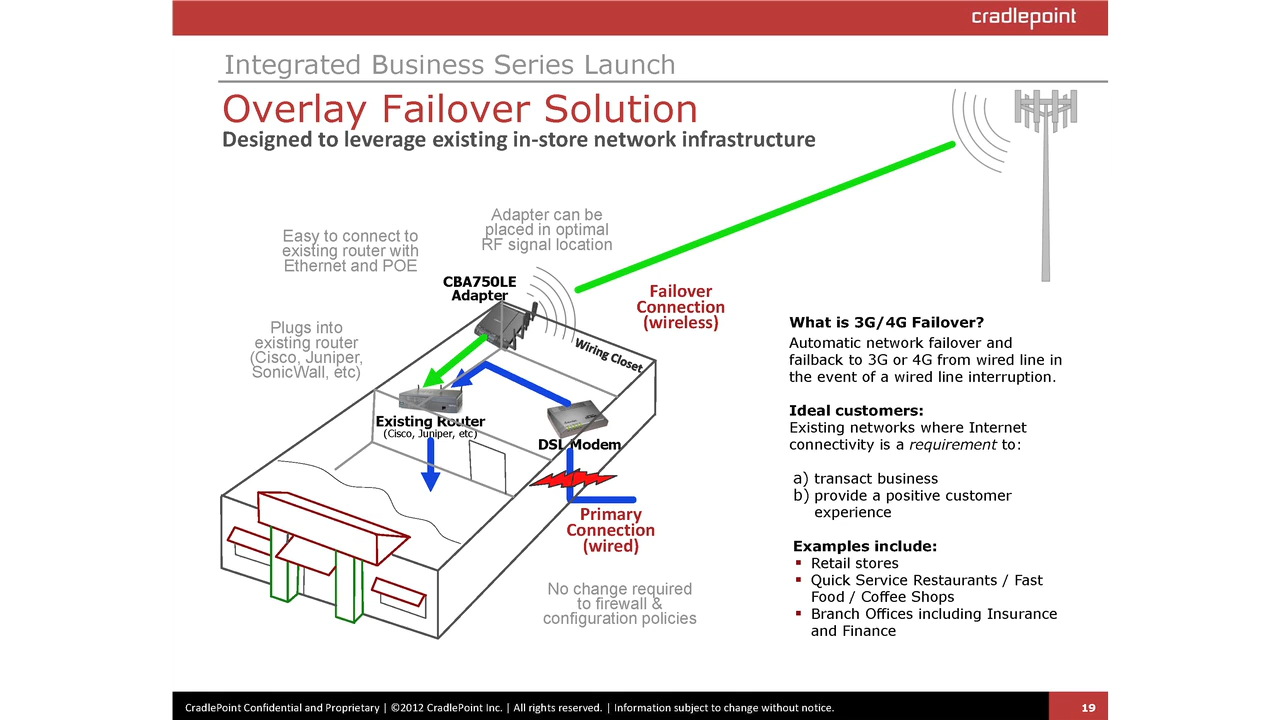 cradlepoint
Integrated Business Series Launch
Overlay Failover Solution
Designed to leverage existing in-store network infrastructure
Adapter can be
placed in optimal
RF signal location
Easy to connect to
existing router with
Ethernet and POE
CBA750LE
Adapter
Failover
Connection
(wireless)
Plugs into
existing router
(Cisco, Juniper,
SonicWall, etc)
Wiring Closet
Existing Router
(Cisco, Juniper, etc)
DSL Modem
Primary
Connection
(wired)
No change required
to firewall &
configuration policies
What is 3G/4G Failover?
Automatic network failover and
failback to 3G or 4G from wired line in
the event of a wired line interruption.
Ideal customers:
Existing networks where Internet
connectivity is a requirement to:
a) transact business
b) provide a positive customer
experience
Examples include:
▪ Retail stores
▪ Quick Service Restaurants / Fast
Food / Coffee Shops
▪ Branch Offices including Insurance
and Finance
CradlePoint Confidential and Proprietary | ©2012 CradlePoint Inc. | All rights reserved. | Information subject to change without notice.
19